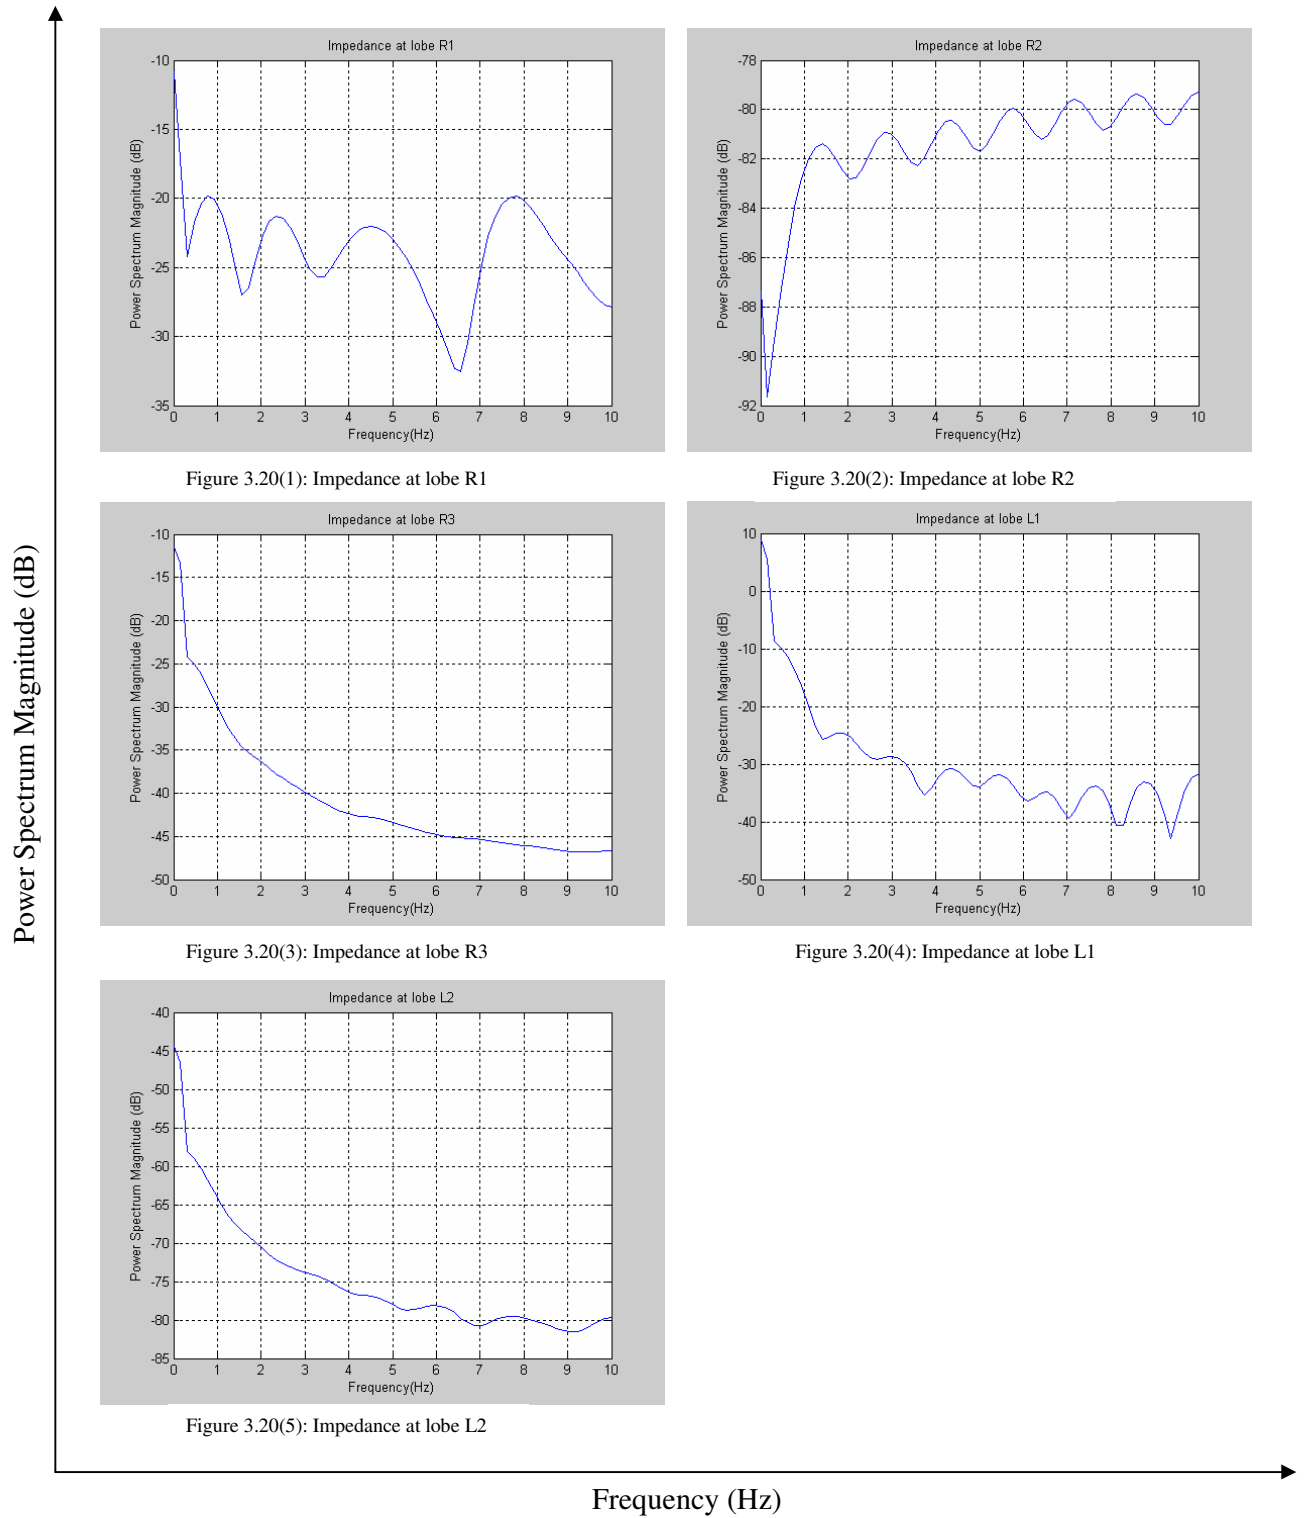 Power Spectrum Magnitude (dB)
Impedance at lobe R1
Power Spectrum Magnitude (dB)
-10
-15
-20
-25
-30
-35
0 1 2 3 4 5 6 7 8 9 10
Frequency(Hz)
Figure 3.20(1): Impedance at lobe R1
Impedance at lobe R2
Power Spectrum Magnitude (dB)
-78
-80
-82
-84
-86
-88
-90
-92
0 1 2 3 4 5 6 7 8 9 10
Frequency(Hz)
Figure 3.20(2): Impedance at lobe R2
Impedance at lobe R3
Power Spectrum Magnitude (dB)
-10
-15
-20
-25
-30
-35
-40
-45
-50
0 1 2 3 4 5 6 7 8 9 10
Frequency(Hz)
Figure 3.20(3): Impedance at lobe R3
Impedance at lobe L1
Power Spectrum Magnitude (dB)
10
0
-10
-20
-30
-40
-50
0 1 2 3 4 5 6 7 8 9 10
Frequency(Hz)
Figure 3.20(4): Impedance at lobe L1
Impedance at lobe L2
Power Spectrum Magnitude (dB)
-40
-45
-50
-55
-60
-65
-70
-75
-80
-85
0 1 2 3 4 5 6 7 8 9 10
Frequency(Hz)
Figure 3.20(5): Impedance at lobe L2
Frequency (Hz)